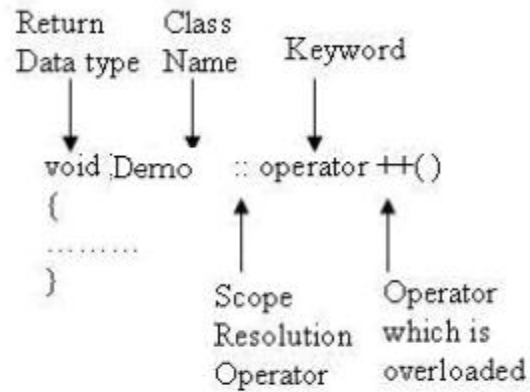 Return
Data type
Class
Name
Keyword
void Demo :: operator ++()
{
.........
}
Scope
Resolution
Operator
Operator
which is
overloaded